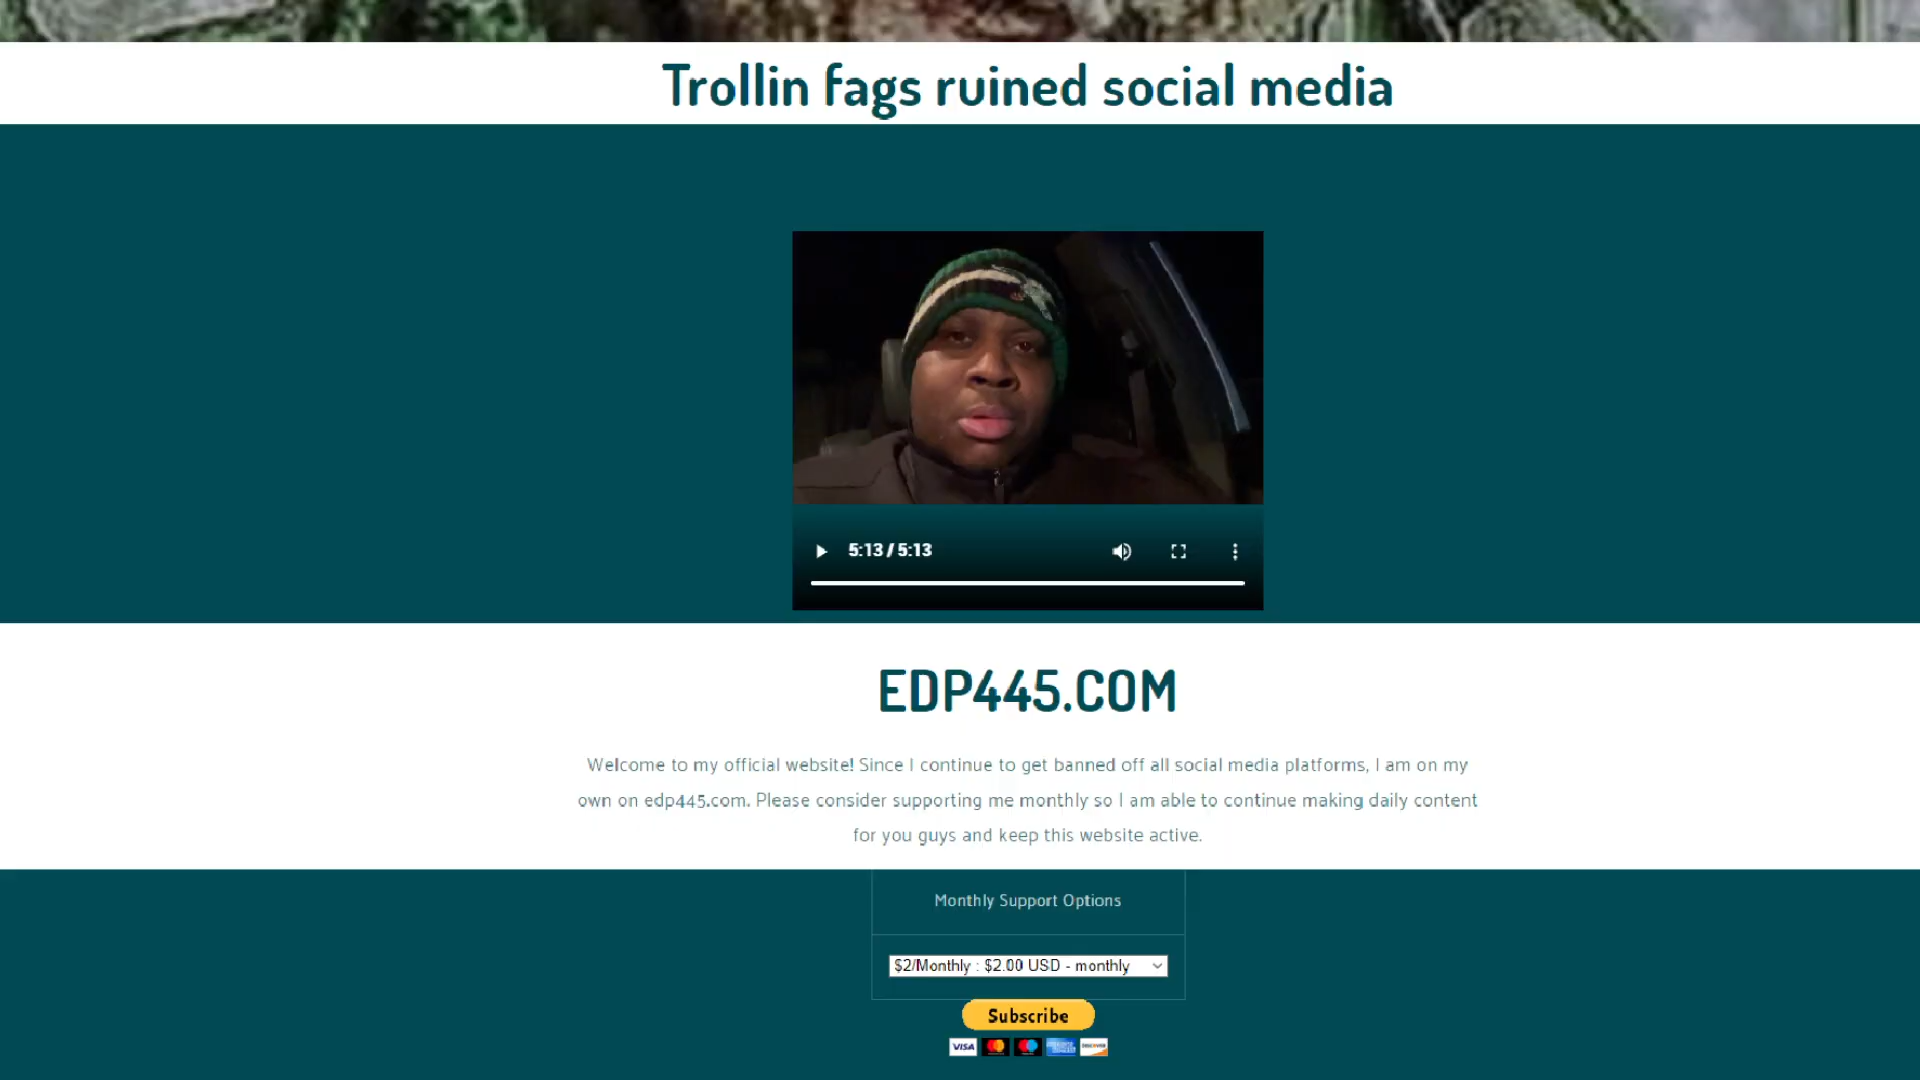 Trollin fags ruined social media
5:13 / 5:13
EDP445.COM
Welcome to my official website! Since I continue to get banned off all social media platforms, I am on my
own on edp445.com. Please consider supporting me monthly so I am able to continue making daily content
for you guys and keep this website active.
Monthly Support Options
$2/Monthly : $2.00 USD - monthly
Subscribe
VISA
DISCOVER